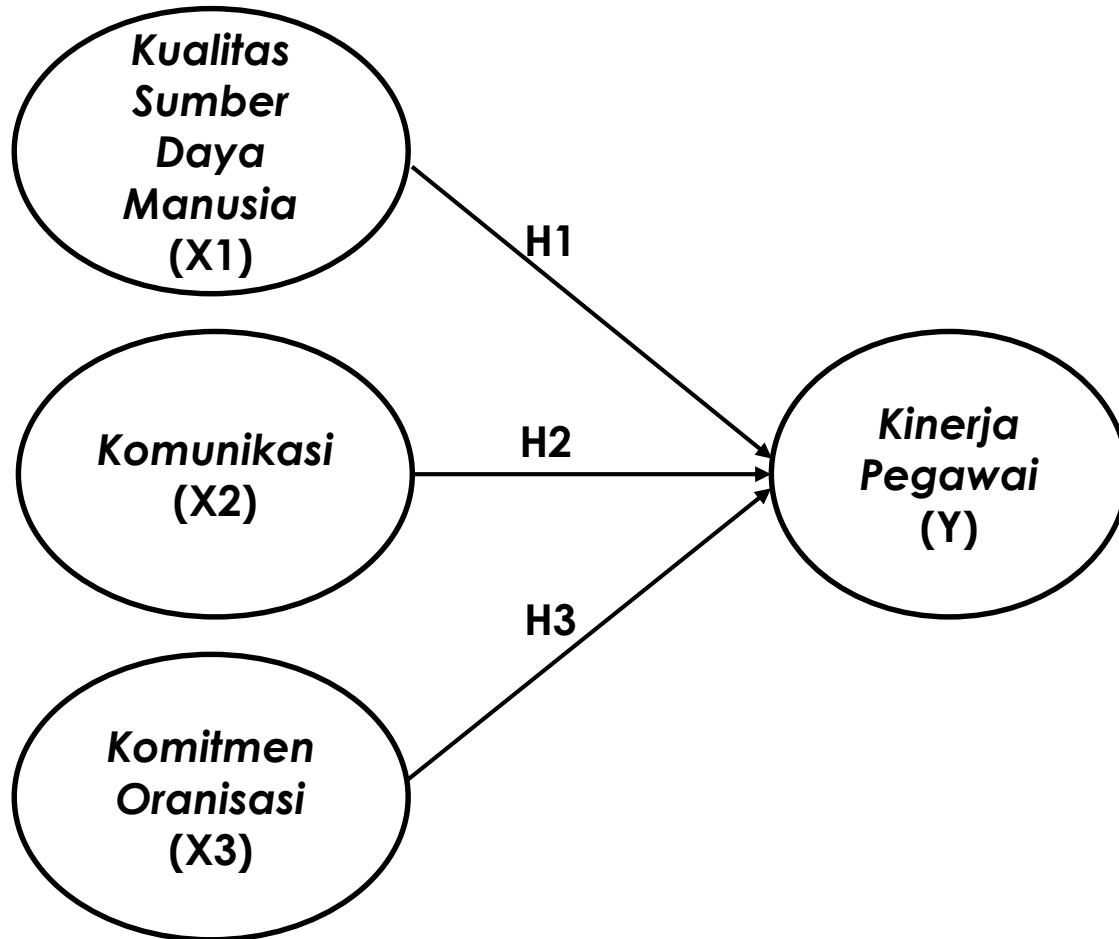 Kualitas
Sumber
Daya
Manusia
(X1)
H1
Komunikasi
(X2)
H2
Kinerja
Pegawai
(Y)
H3
Komitmen
Oranisasi
(X3)